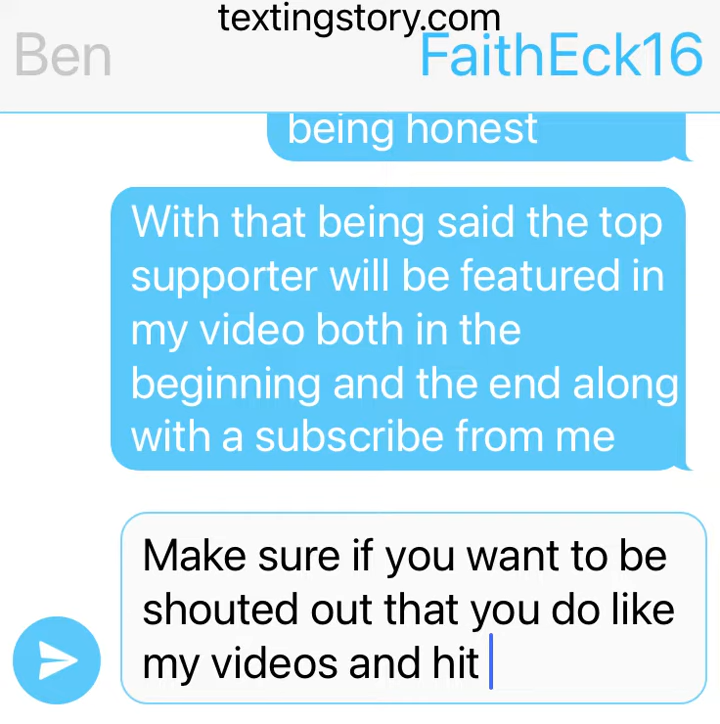 textingstory.com
Ben
FaithEck16
being honest
With that being said the top
supporter will be featured in
my video both in the
beginning and the end along
with a subscribe from me
Make sure if you want to be
shouted out that you do like
my videos and hit